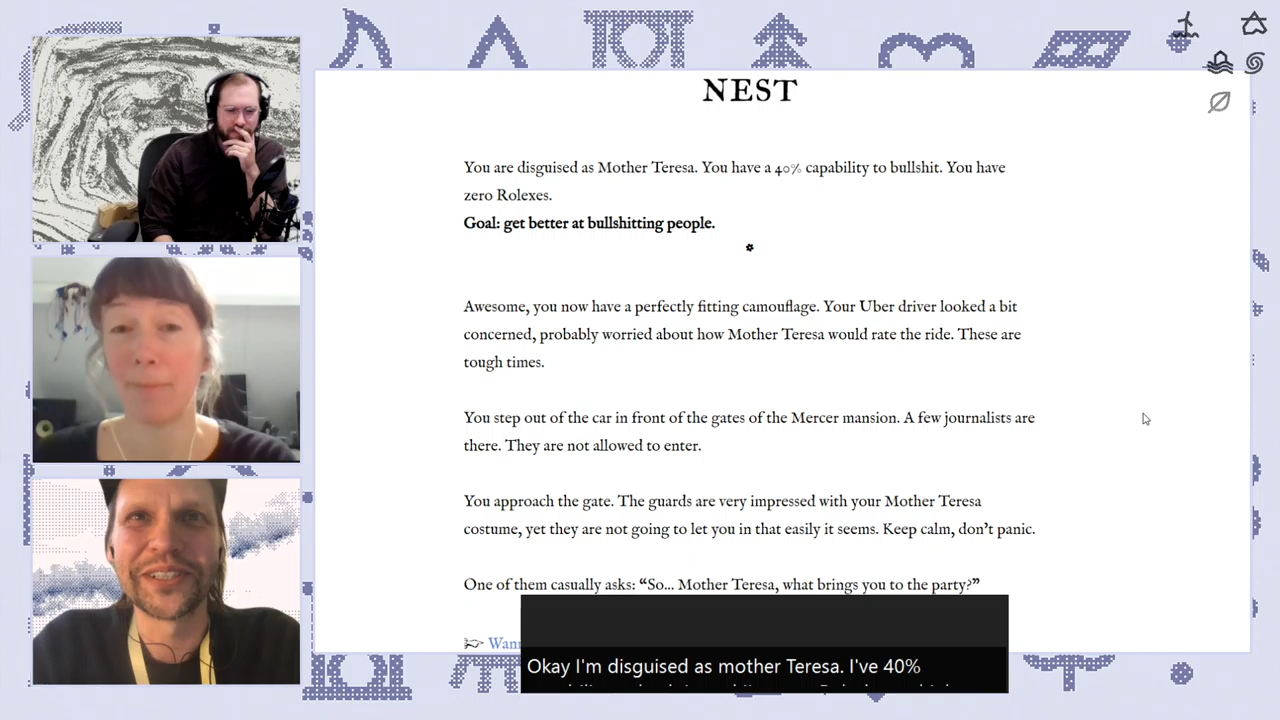 NEST
You are disguised as Mother Teresa. You have a 40% capability to bullshit. You have
zero Rolexes.
Goal: get better at bullshitting people.
Awesome, you now have a perfectly fitting camouflage. Your Uber driver looked a bit
concerned, probably worried about how Mother Teresa would rate the ride. These are
tough times.
You step out of the car in front of the gates of the Mercer mansion. A few journalists are
there. They are not allowed to enter.
You approach the gate. The guards are very impressed with your Mother Teresa
costume, yet they are not going to let you in that easily it seems. Keep calm, don’t panic.
One of them casually asks: “So... Mother Teresa, what brings you to the party?”
Okay I'm disguised as mother Teresa. I've 40%